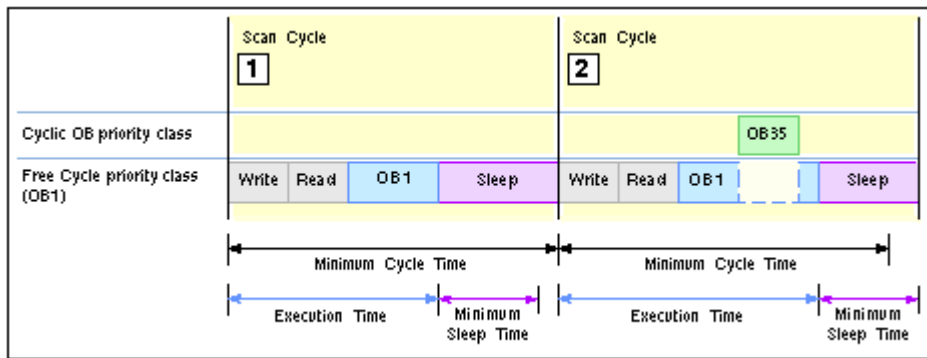 Scan Cycle
1
Scan Cycle
2
Cyclic OB priority class
OB35
Free Cycle priority class
(OB1)
Write
Read
OB1
Sleep
Write
Read
OB1
Sleep
Minimum Cycle Time
Minimum Cycle Time
Execution Time
Minimum
Sleep Time
Execution Time
Minimum
Sleep Time